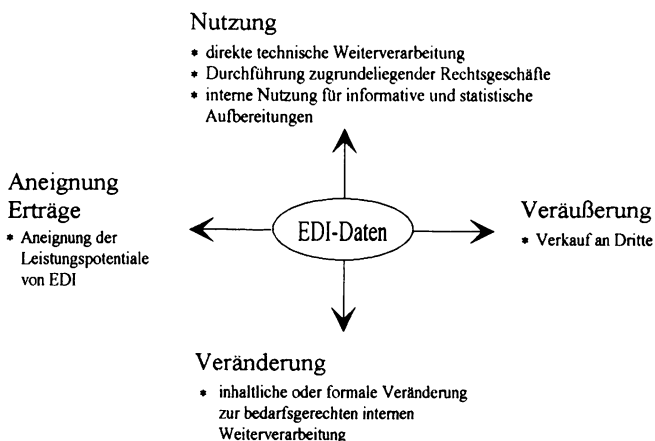 Nutzung
* direkte technische Weiterverarbeitung
* Durchführung zugrundeliegender Rechtsgeschäfte
* interne Nutzung für informative und statistische
Aufbereitungen
Aneignung
Erträge
* Aneignung der
Leistungspotentiale
von EDI
EDI-Daten
Veräußerung
* Verkauf an Dritte
Veränderung
* inhaltliche oder formale Veränderung
zur bedarfsgerechten internen
Weiterverarbeitung